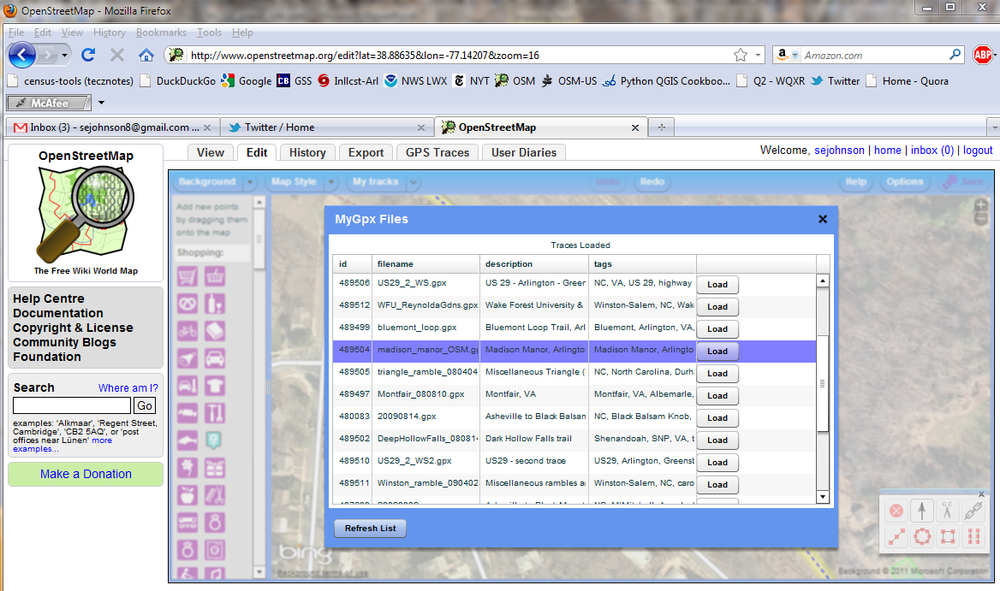 OpenStreetMap - Mozilla Firefox
File Edit View History Bookmarks Tools Help
http://www.openstreetmap.org/edit?lat=38.88635&lon=-77.14207&zoom=16
a Amazon.com ABP
census-tools (tecznotes) DuckDuckGo Google CB GSS Inllcst-Arl NWS LWX T NYT OSM OSM-US Python QGIS Cookboo... Q2 - WQXR Twitter Home - Quora
McAfee
Inbox (3) - sejohnson8@gmail.com ... Twitter / Home OpenStreetMap
OpenStreetMap
The Free Wiki World Map
View Edit History Export GPS Traces User Diaries
Welcome, sejohnson | home | inbox (0) | logout
Help Centre
Documentation
Copyright & License
Community Blogs
Foundation
Search Where am I?
Go
examples: 'Alkmaar', 'Regent Street,
Cambridge', 'CB2 5AQ', or 'post
offices near Lünen' more
examples...
Make a Donation
Background Map Style My tracks Undo Redo Help Options Save
Add new points
by dragging them
onto the map
Shopping:
MyGpx Files
Traces Loaded
id filename description tags
489506 US29_2_WS.gpx US 29 - Arlington - Green NC, VA, US 29, highway Load
489512 WFU_ReynoldaGdns.gpx Wake Forest University & Winston-Salem, NC, Wak Load
489499 bluemont_loop.gpx Bluemont Loop Trail, Arl Bluemont, Arlington, VA, Load
489504 madison_manor_OSM.gp Madison Manor, Arlingto Madison Manor, Arlingto Load
489505 triangle_ramble_080404 Miscellaneous Triangle ( NC, North Carolina, Durh Load
489497 Montfair_080810.gpx Montfair, VA Montfair, VA, Albemarle, Load
480083 20090814.gpx Asheville to Black Balsam NC, Black Balsam Knob, Load
489502 DeepHollowFalls_08081 Dark Hollow Falls trail Shenandoah, SNP, VA, t Load
489510 US29_2_WS2.gpx US29 - second trace US29, Arlington, Greensb Load
489511 Winston_ramble_090402 Miscellaneous rambles a Winston-Salem, NC, caro Load
Refresh List
bing
Background terms of use
Background © 2011 Microsoft Corporation